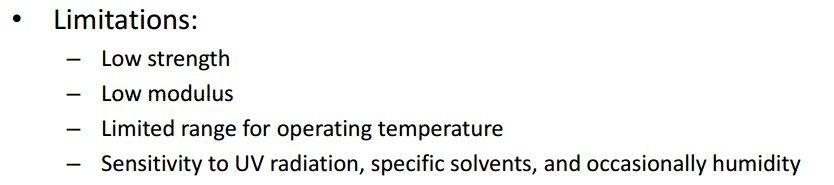 • Limitations:
– Low strength
– Low modulus
– Limited range for operating temperature
– Sensitivity to UV radiation, specific solvents, and occasionally humidity